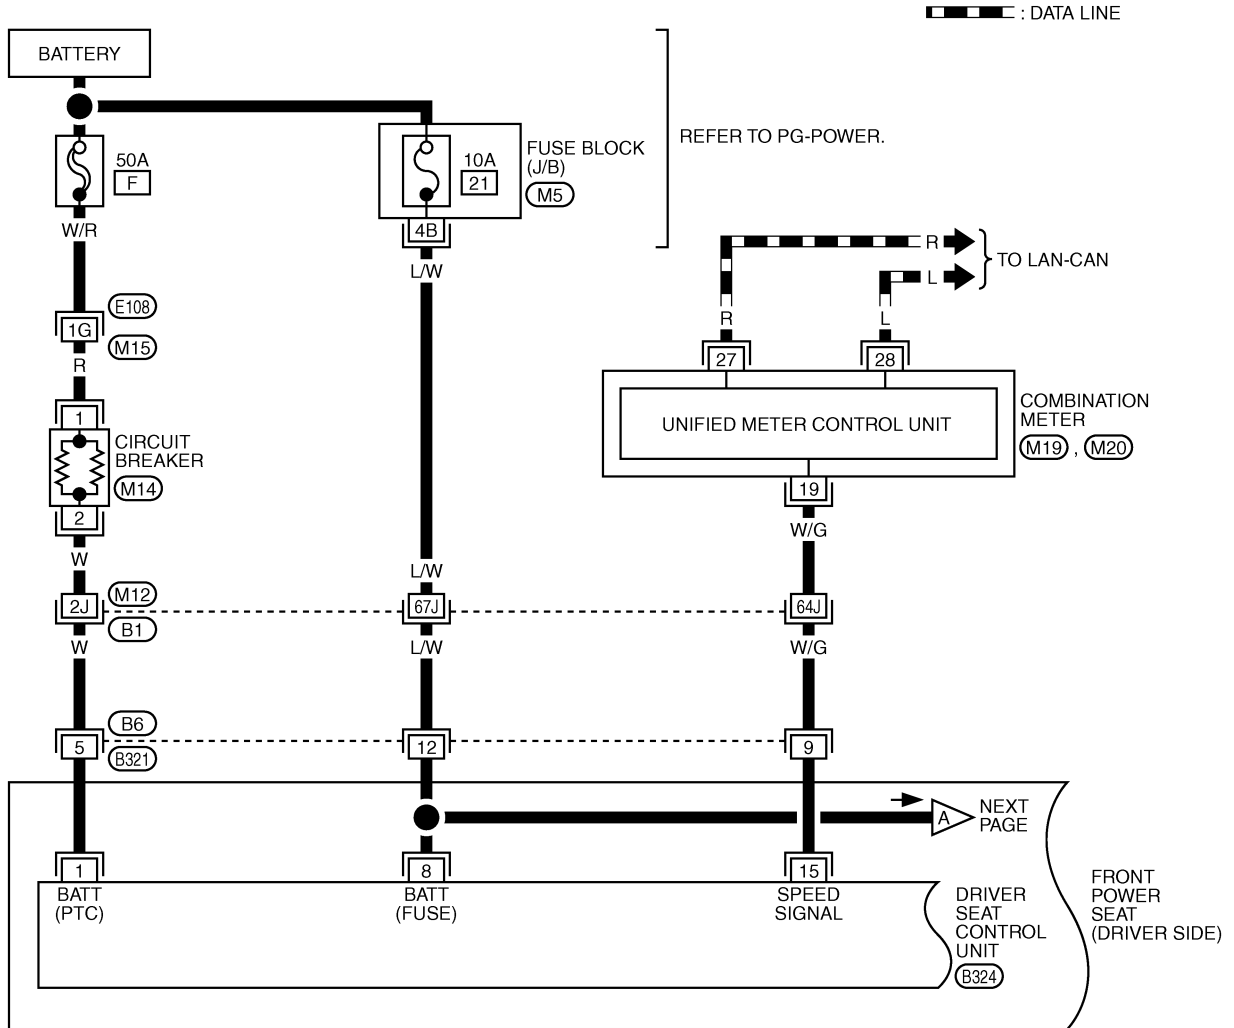 : DATA LINE
BATTERY
50A
F
10A
21
FUSE BLOCK
(J/B)
M5
REFER TO PG-POWER.
W/R
4B
L/W
R
TO LAN-CAN
L
E108
1G
M15
R
R
L
27
28
1
CIRCUIT
BREAKER
M14
2
UNIFIED METER CONTROL UNIT
COMBINATION
METER
M19 , M20
19
W/G
W
L/W
M12
2J
67J
64J
B1
W
L/W
W/G
B6
5
12
9
B321
A
NEXT
PAGE
1
8
15
BATT
(PTC)
BATT
(FUSE)
SPEED
SIGNAL
DRIVER
SEAT
CONTROL
UNIT
B324
FRONT
POWER
SEAT
(DRIVER SIDE)